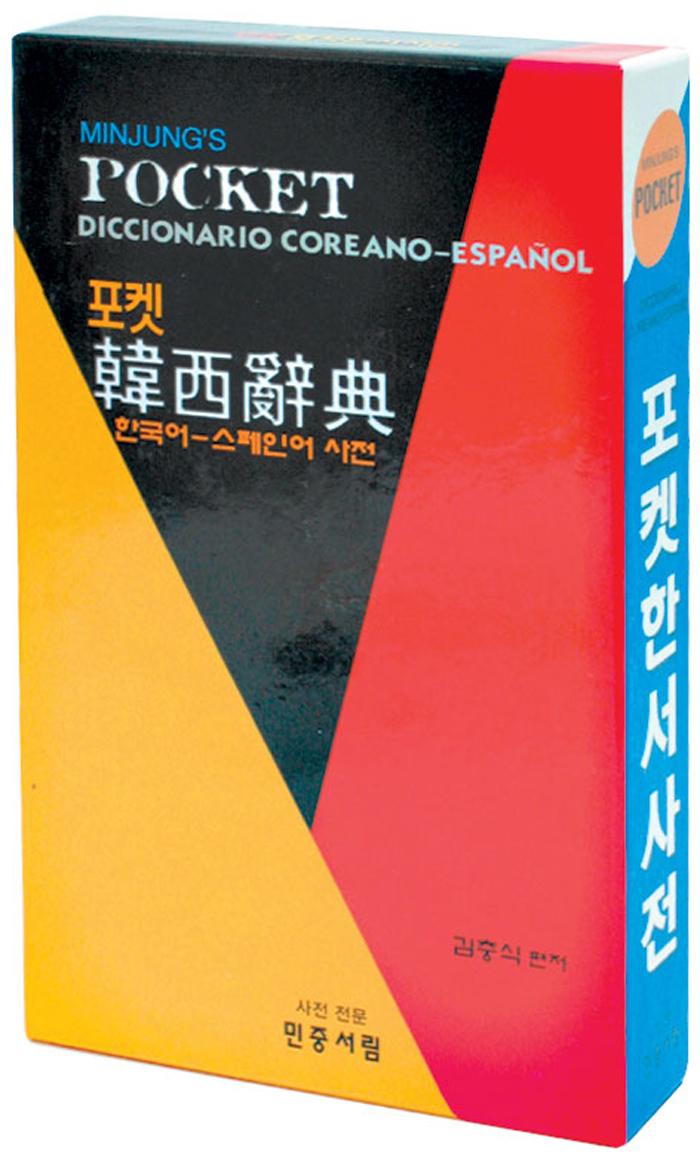 MINJUNG'S
POCKET
DICCIONARIO COREANO-ESPAÑOL
포켓
韓西辭典
한국어-스페인어 사전
김충식 편저
사전 전문
민중서림
MINJUNG'S
POCKET
포켓한서사전